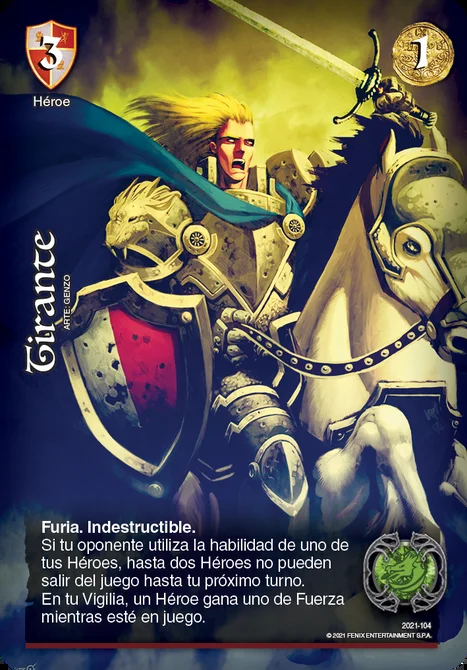 3
1
Héroe
Tirante
ARTE: GENZO
Furia. Indestructible.
Si tu oponente utiliza la habilidad de uno de
tus Héroes, hasta dos Héroes no pueden
salir del juego hasta tu próximo turno.
En tu Vigilia, un Héroe gana uno de Fuerza
mientras esté en juego.
2021-104
© 2021 FENIX ENTERTAINMENT S.P.A.